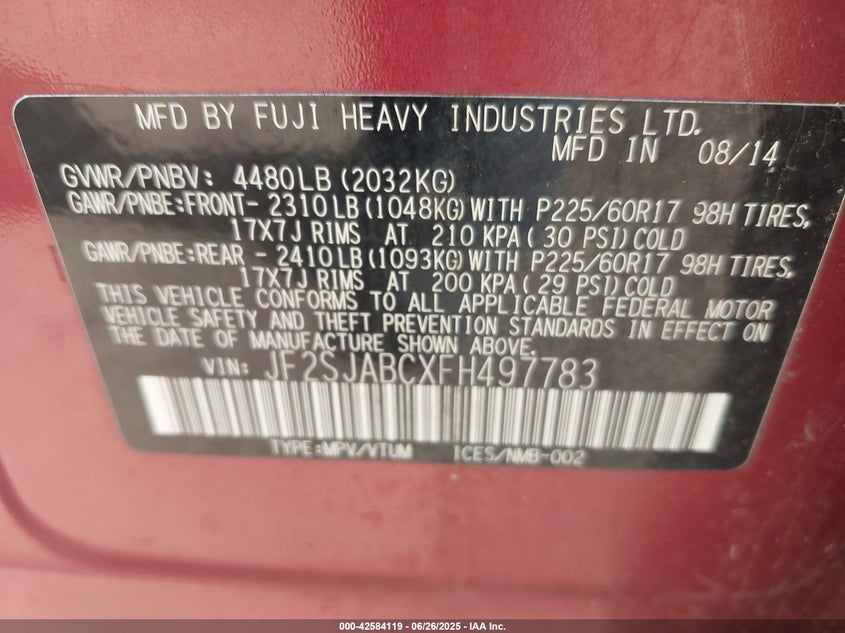 MFD BY FUJI HEAVY INDUSTRIES LTD.
MFD IN 08/14
GVWR/PNBV: 4480LB (2032KG)
GAWR/PNBE:FRONT- 2310LB (1048KG) WITH P225/60R17 98H TIRES,
17X7J RIMS AT 210 KPA ( 30 PSI) COLD
GAWR/PNBE:REAR - 2410LB (1093KG) WITH P225/60R17 98H TIRES,
17X7J RIMS AT 200 KPA ( 29 PSI) COLD
THIS VEHICLE CONFORMS TO ALL APPLICABLE FEDERAL MOTOR
VEHICLE SAFETY AND THEFT PREVENTION STANDARDS IN EFFECT ON
THE DATE OF MANUFACTURE SHOWN ABOVE.
VIN: JF2SJABCXFH497783
TYPE:MPV/VTUM ICES/NMB-002
000-42584119 - 06/26/2025 - IAA Inc.